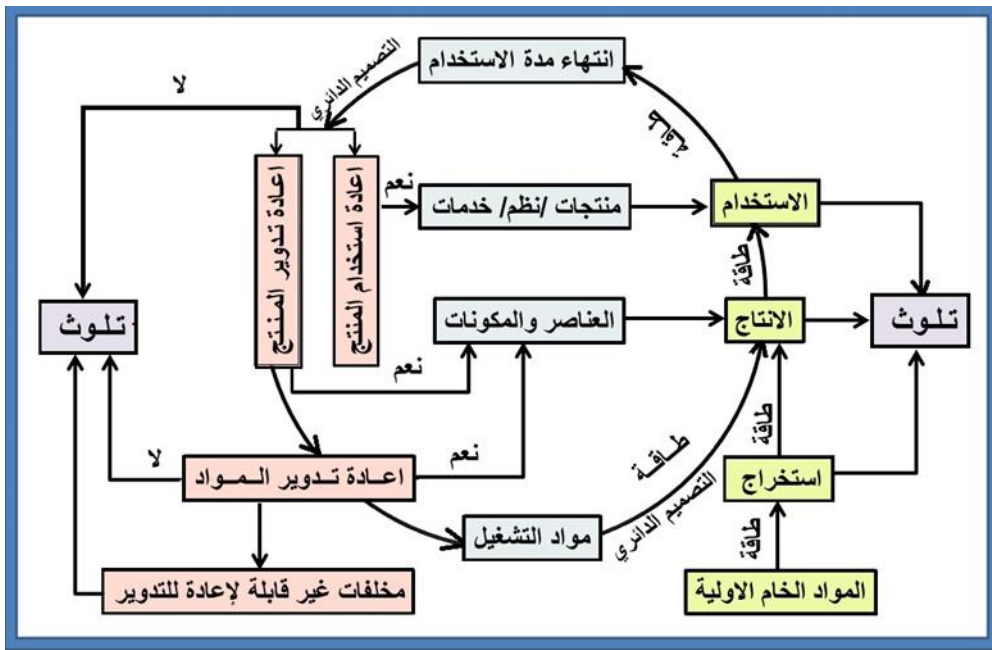 انتهاء مدة الاستخدام
التصميم الدائري
لا
طاقة
اعادة استخدام المنتج
اعادة تدوير المنتج
نعم
منتجات /نظم/ خدمات
الاستخدام
طاقة
تلوث
الانتاج
العناصر والمكونات
تلوث
نعم
طاقة
طاقة
نعم
لا
استخراج
اعادة تدوير المواد
التصميم الدائري
مواد التشغيل
طاقة
المواد الخام الاولية
مخلفات غير قابلة لإعادة للتدوير